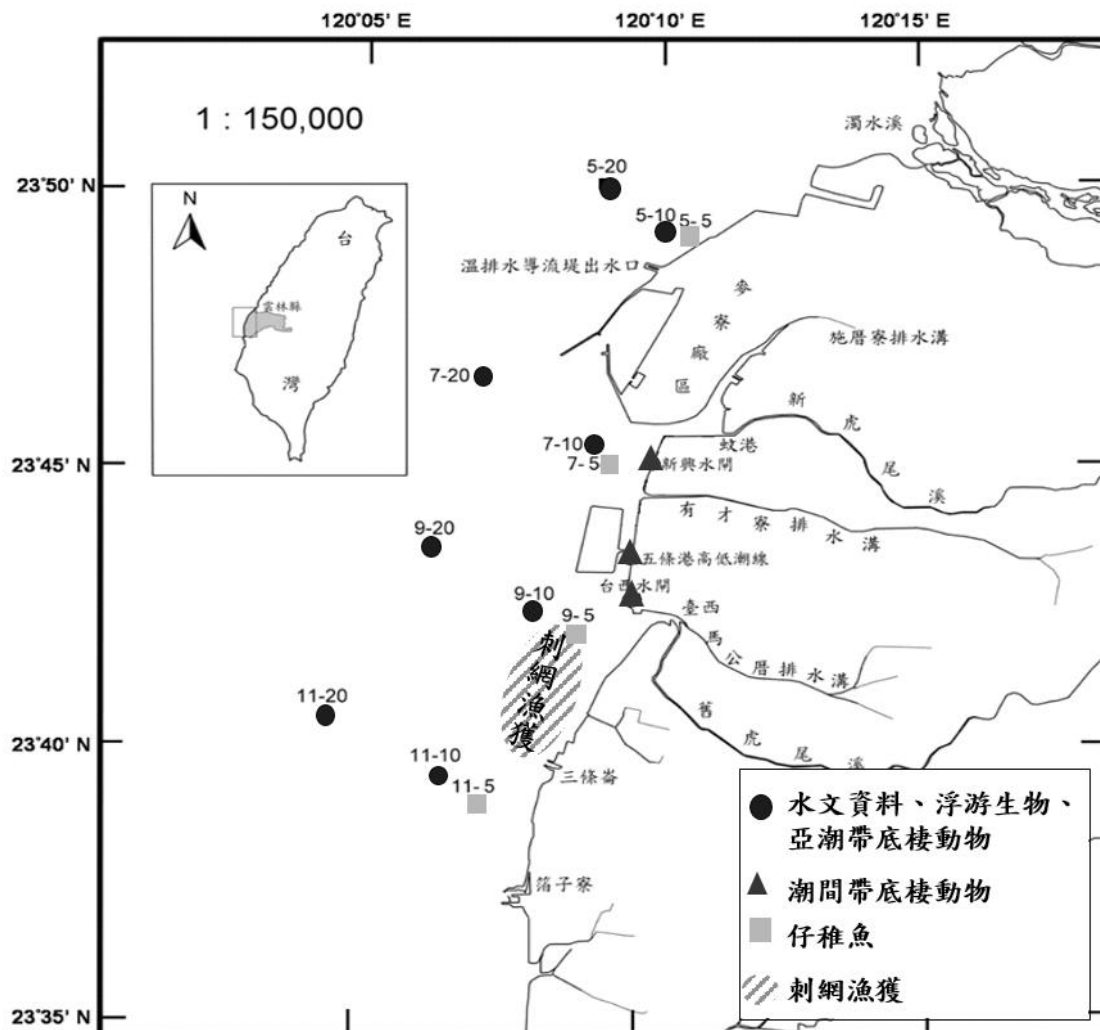 120°05' E
120°10' E
120°15' E
1 : 150,000
濁水溪
23°50' N
5-20
5-10
5-5
N
台
灣
雲林縣
溫排水導流堤出水口
麥寮廠區
施厝寮排水溝
7-20
新虎尾溪
7-10
蚊港
7-5
新興水閘
23°45' N
有才寮排水溝
9-20
五條港高低潮線
台西水閘
9-10
9-5
臺西
馬公厝排水溝
刺網漁獲
11-20
舊虎尾溪
23°40' N
11-10
三條崙
11-5
水文資料、浮游生物、
亞潮帶底棲動物
箔子寮
潮間帶底棲動物
仔稚魚
刺網漁獲
23°35' N